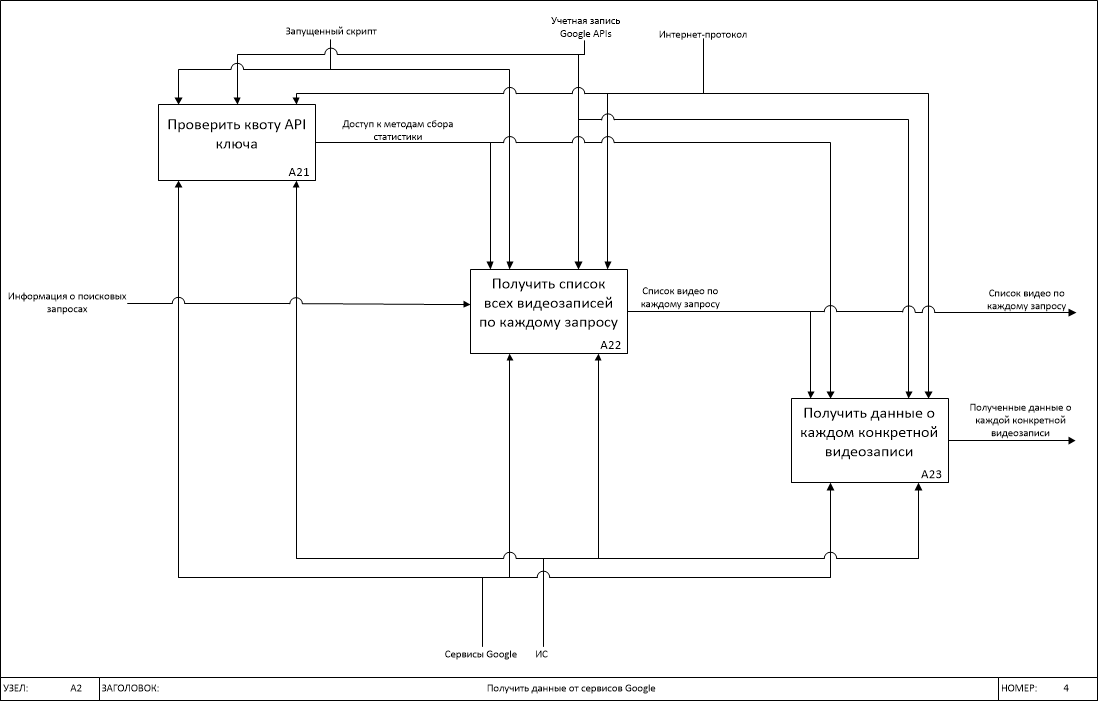 Запущенный скрипт
Учетная запись
Google APIs
Интернет-протокол
Проверить квоту API
ключа
A21
Доступ к методам сбора
статистики
Информация о поисковых
запросах
Получить список
всех видеозаписей
по каждому запросу
A22
Список видео по
каждому запросу
Список видео по
каждому запросу
Получить данные о
каждом конкретной
видеозаписи
A23
Полученные данные о
каждой конкретной
видеозаписи
Сервисы Google
ИС
УЗЕЛ:
A2
ЗАГОЛОВОК:
Получить данные от сервисов Google
НОМЕР:
4